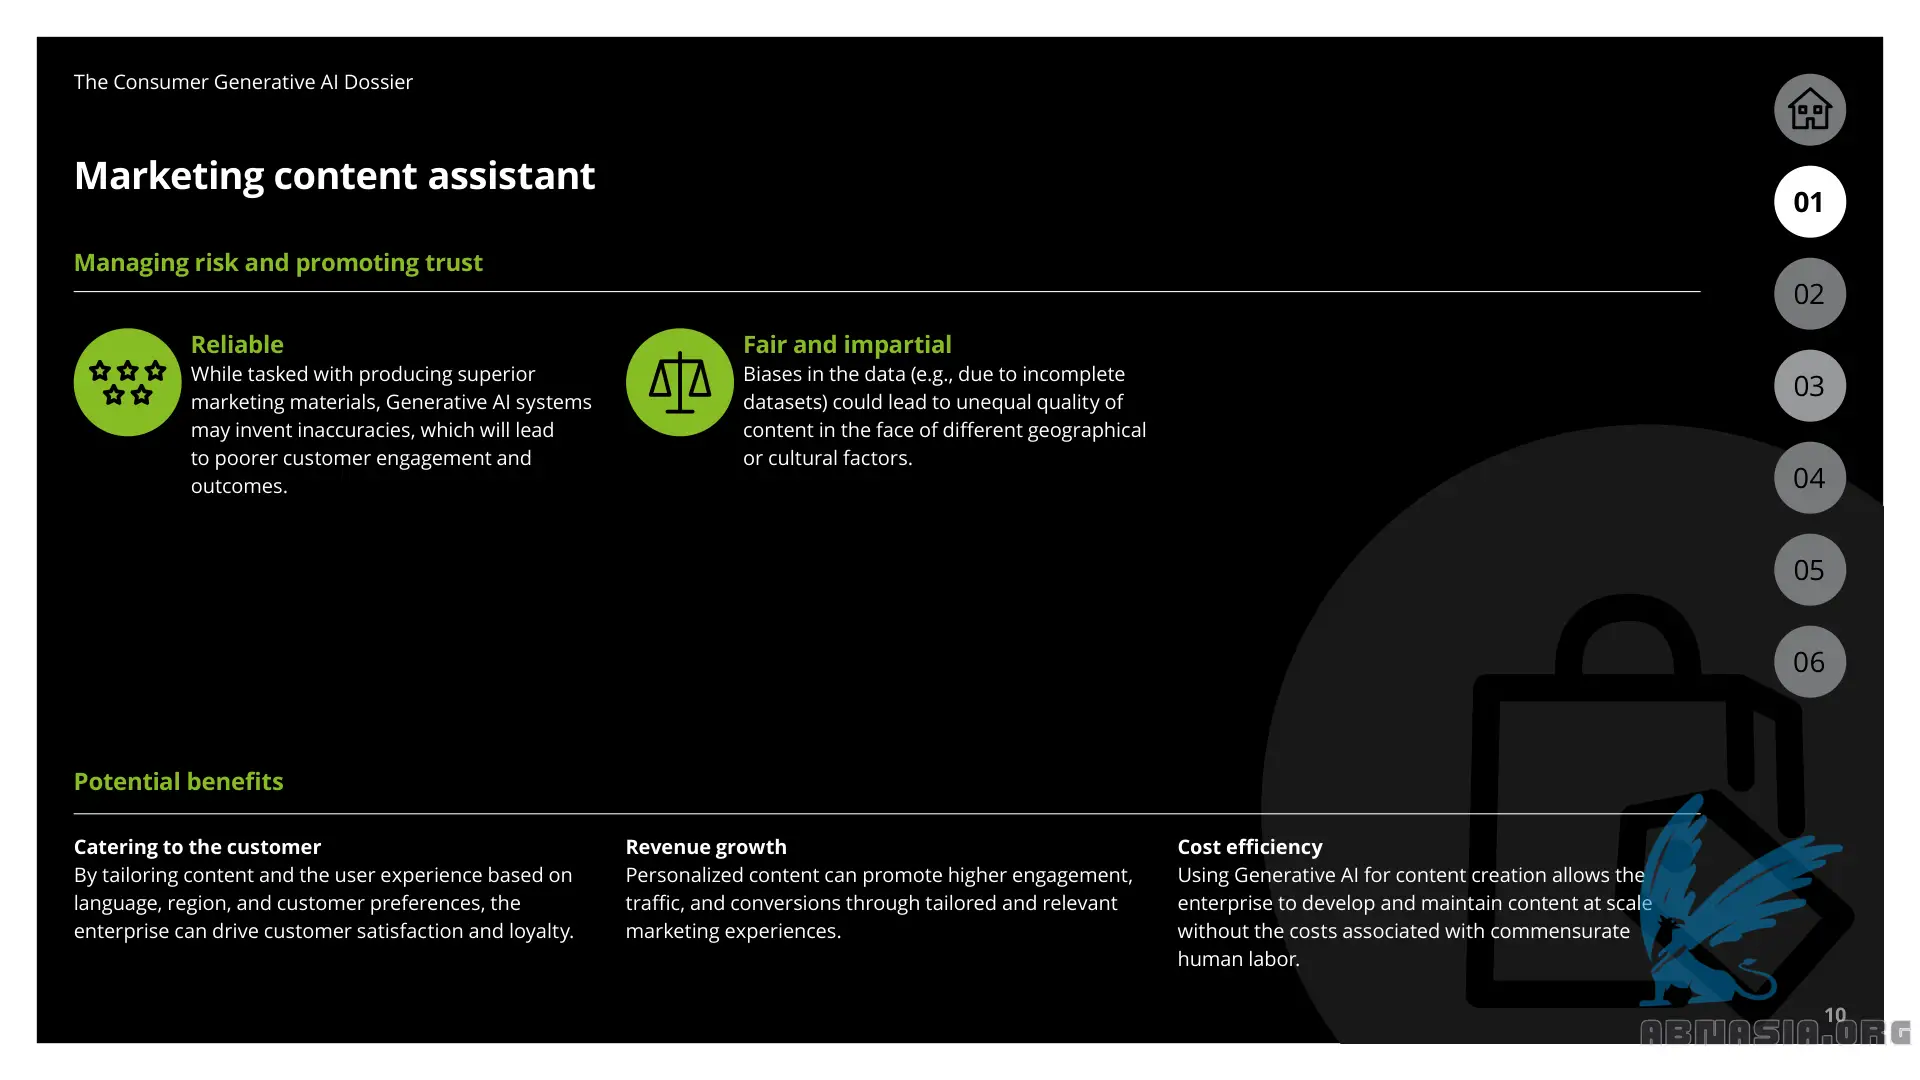 The Consumer Generative AI Dossier
Marketing content assistant
Managing risk and promoting trust
Reliable
While tasked with producing superior
marketing materials, Generative AI systems
may invent inaccuracies, which will lead
to poorer customer engagement and
outcomes.
Fair and impartial
Biases in the data (e.g., due to incomplete
datasets) could lead to unequal quality of
content in the face of different geographical
or cultural factors.
Potential benefits
Catering to the customer
By tailoring content and the user experience based on
language, region, and customer preferences, the
enterprise can drive customer satisfaction and loyalty.
Revenue growth
Personalized content can promote higher engagement,
traffic, and conversions through tailored and relevant
marketing experiences.
Cost efficiency
Using Generative AI for content creation allows the
enterprise to develop and maintain content at scale
without the costs associated with commensurate
human labor.
01
02
03
04
05
06
10
ABNASIA.ORG